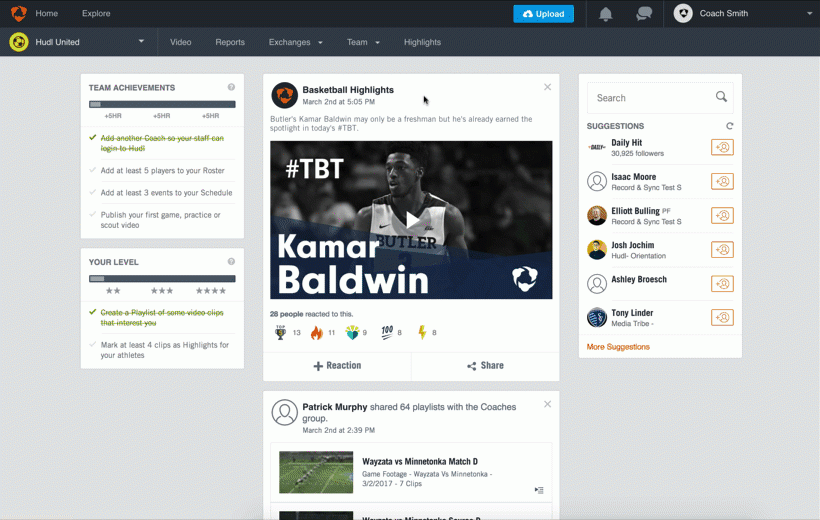 Home
Explore
Upload
Coach Smith
Hudl United
Video
Reports
Exchanges
Team
Highlights
TEAM ACHIEVEMENTS
+5HR
+5HR
+5HR
Add another Coach so your staff can
login to Hudl
Add at least 5 players to your Roster
Add at least 3 events to your Schedule
Publish your first game, practice or
scout video
YOUR LEVEL
Create a Playlist of some video clips
that interest you
Mark at least 4 clips as Highlights for
your athletes
Basketball Highlights
March 2nd at 5:05 PM
Butler's Kamar Baldwin may only be a freshman but he's already earned the
spotlight in today's #TBT.
#TBT
BUTLER
3
Kamar
Baldwin
28 people reacted to this.
TOP
13
11
9
100
8
8
Reaction
Share
Patrick Murphy shared 64 playlists with the Coaches
group.
March 2nd at 2:39 PM
Wayzata vs Minnetonka Match D
Game Footage - Wayzata Vs Minnetonka -
3/2/2017 - 7 Clips
Search
SUGGESTIONS
DAILY
Daily Hit
30,925 followers
Isaac Moore
Record & Sync Test S
Elliott Bulling PF
Record & Sync Test S
Josh Jochim
Hudl- Orientation
Ashley Broesch
Tony Linder
Media Tribe -
More Suggestions